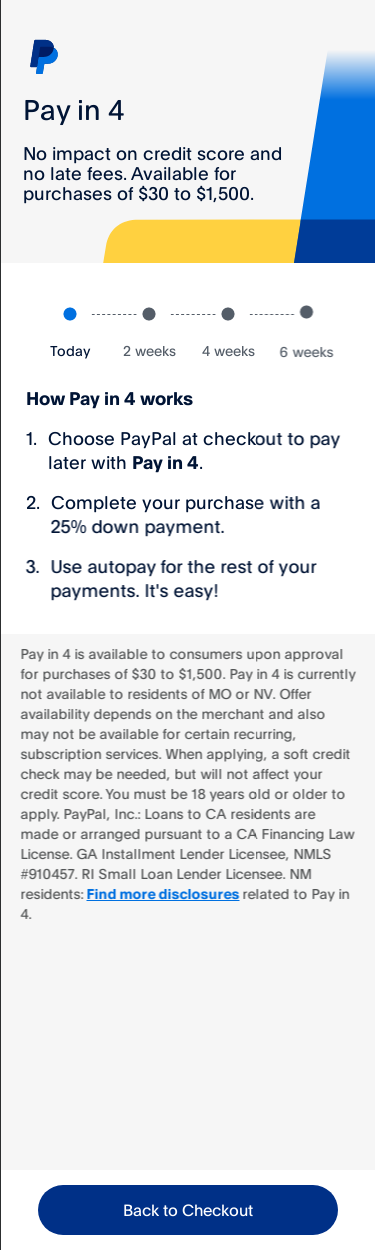 Pay in 4
No impact on credit score and
no late fees. Available for
purchases of $30 to $1,500.
Today 2 weeks 4 weeks 6 weeks
How Pay in 4 works
1. Choose PayPal at checkout to pay
later with Pay in 4.
2. Complete your purchase with a
25% down payment.
3. Use autopay for the rest of your
payments. It's easy!
Pay in 4 is available to consumers upon approval
for purchases of $30 to $1,500. Pay in 4 is currently
not available to residents of MO or NV. Offer
availability depends on the merchant and also
may not be available for certain recurring,
subscription services. When applying, a soft credit
check may be needed, but will not affect your
credit score. You must be 18 years old or older to
apply. PayPal, Inc.: Loans to CA residents are
made or arranged pursuant to a CA Financing Law
License. GA Installment Lender Licensee, NMLS
#910457. RI Small Loan Lender Licensee. NM
residents: Find more disclosures related to Pay in
4.
Back to Checkout